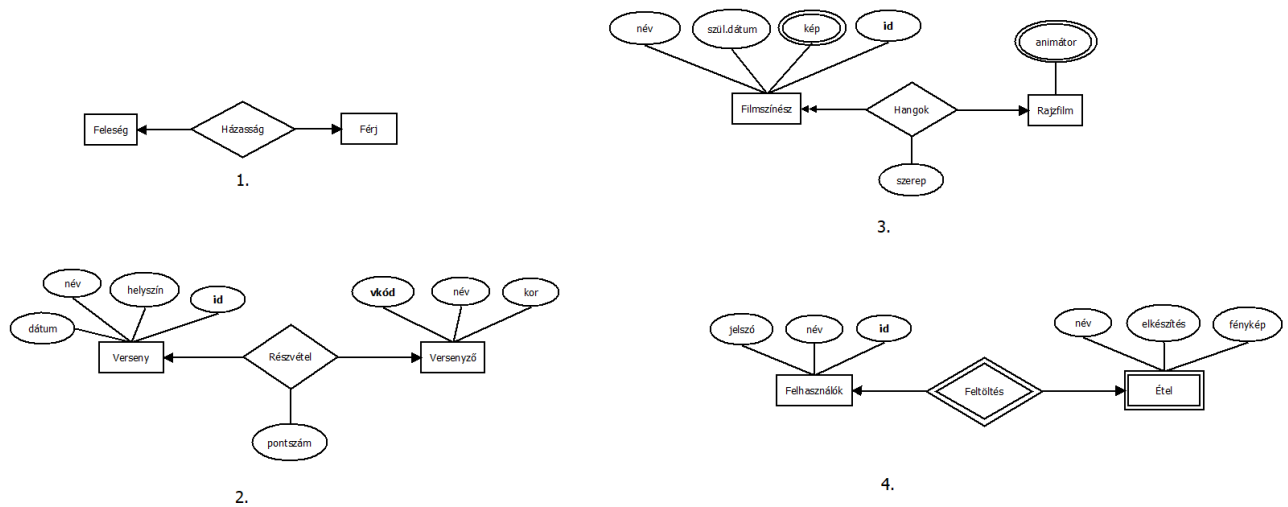 Feleség
Házasság
Férj
1.
név
szül.dátum
kép
id
animátor
Filmszínész
Hangok
Rajzfilm
szerep
3.
dátum
név
helyszín
id
vkód
név
kor
Verseny
Részvétel
Versenyző
pontszám
2.
jelszó
név
id
név
elkészítés
fénykép
Felhasználók
Feltöltés
Étel
4.